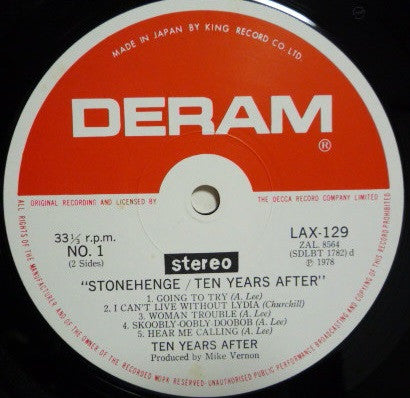 MADE IN JAPAN BY KING RECORD CO. LTD.
DERAM
®
ORIGINAL RECORDING AND LICENSED BY THE DECCA RECORD COMPANY LIMITED
33⅓ r.p.m.
NO. 1
(2 Sides)
stereo
LAX-129
ZAL. 8564
(SDLBT 1782) d
Ⓟ 1978
"STONEHENGE / TEN YEARS AFTER"
1. GOING TO TRY (A. Lee)
2. I CAN'T LIVE WITHOUT LYDIA (Churchill)
3. WOMAN TROUBLE (A. Lee)
4. SKOOBLY-OOBLY-DOOBOB (A. Lee)
5. HEAR ME CALLING (A. Lee)
TEN YEARS AFTER
Produced by Mike Vernon
ALL RIGHTS OF THE MANUFACTURER AND OF THE OWNER OF THE RECORDED WORK RESERVED-UNAUTHORISED PUBLIC PERFORMANCE BROADCASTING AND COPYING OF THIS RECORD PROHIBITED